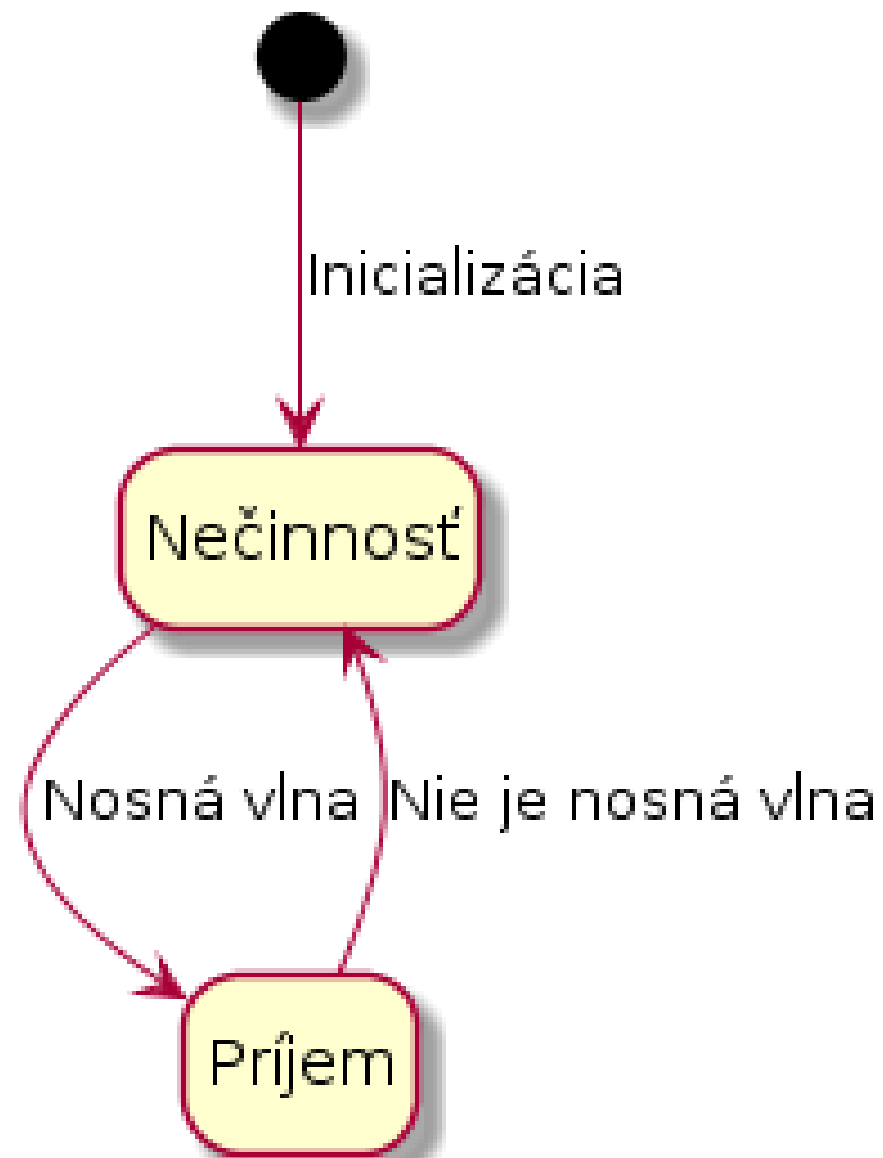 Inicializácia
Nečinnosť
Nosná vlna
Nie je nosná vlna
Príjem